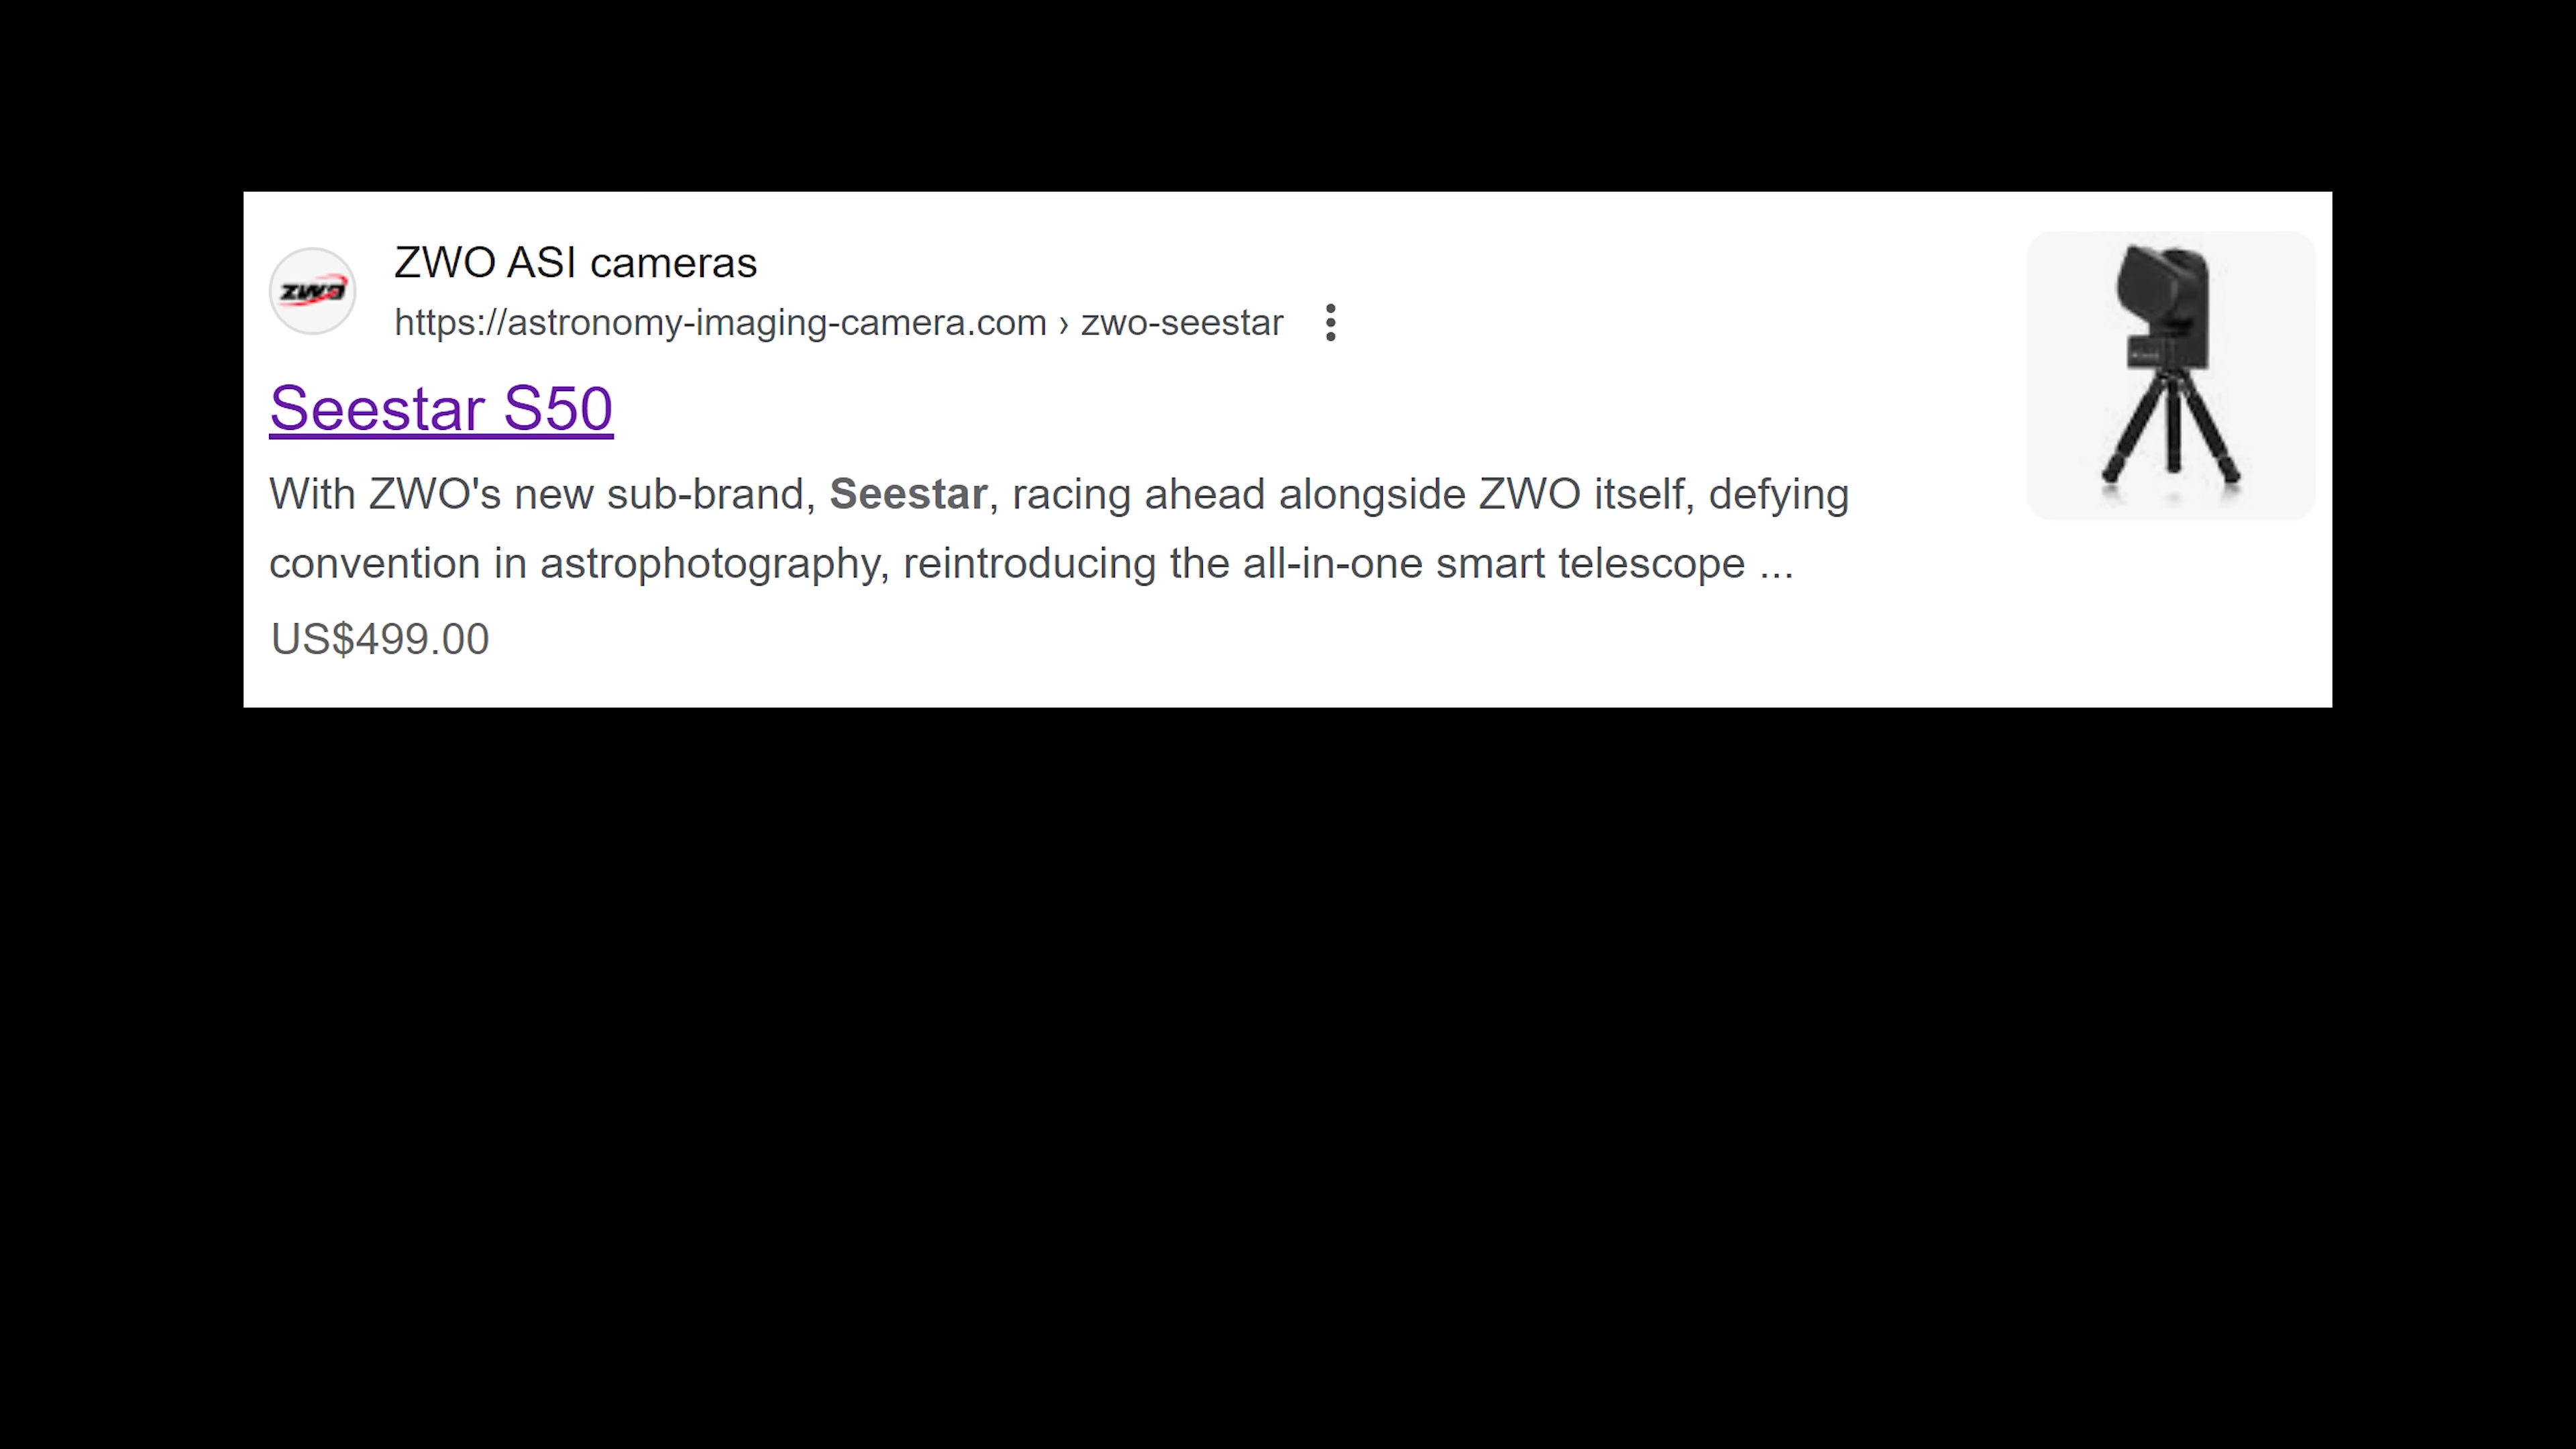 ZWO
ZWO ASI cameras
https://astronomy-imaging-camera.com › zwo-seestar
Seestar S50
With ZWO's new sub-brand, Seestar, racing ahead alongside ZWO itself, defying
convention in astrophotography, reintroducing the all-in-one smart telescope ...
US$499.00